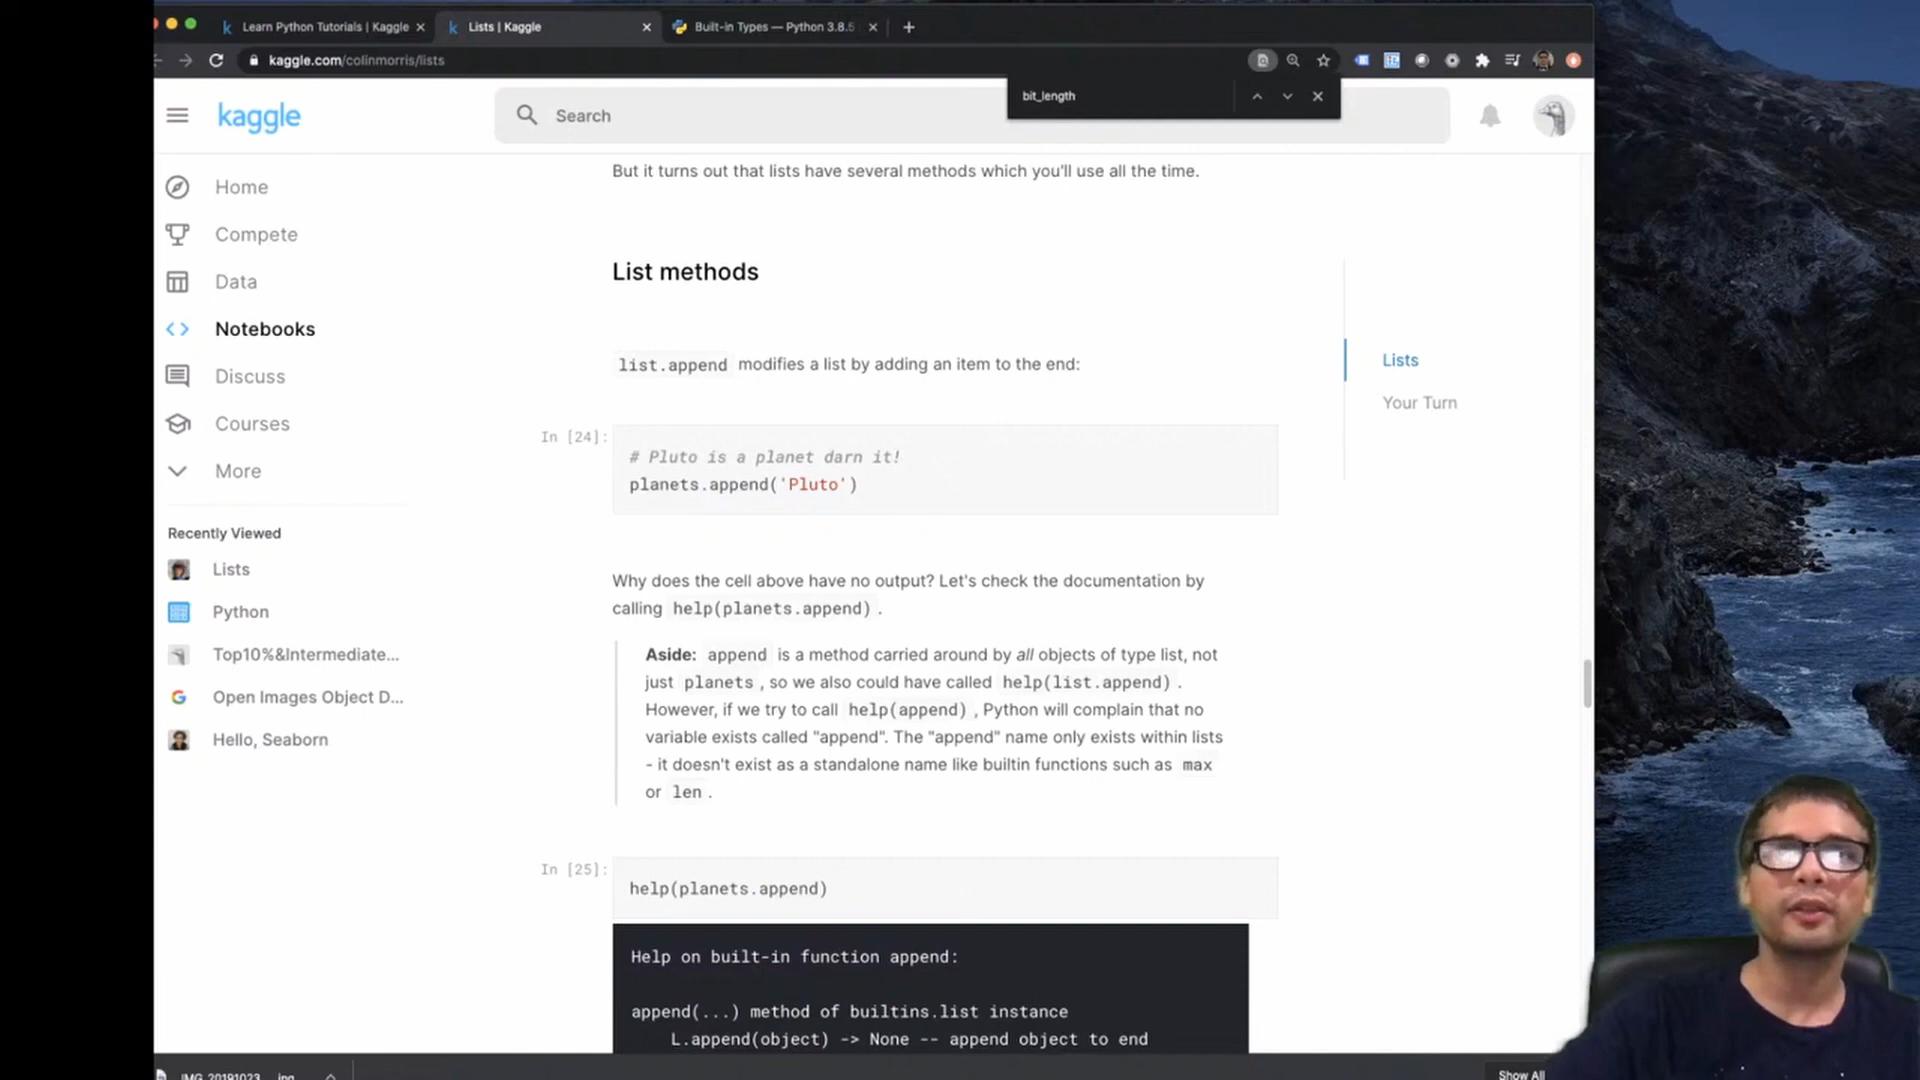 Learn Python Tutorials | Kaggle
Lists | Kaggle
Built-in Types — Python 3.8.5
kaggle.com/colinmorris/lists
bit_length
kaggle
Search
Home
Compete
Data
Notebooks
Discuss
Courses
More
Recently Viewed
Lists
Python
Top10%&Intermediate...
Open Images Object D...
Hello, Seaborn
But it turns out that lists have several methods which you'll use all the time.
List methods
list.append modifies a list by adding an item to the end:
In [24]:
# Pluto is a planet darn it!
planets.append('Pluto')
Why does the cell above have no output? Let's check the documentation by
calling help(planets.append) .
Aside: append is a method carried around by all objects of type list, not
just planets , so we also could have called help(list.append) .
However, if we try to call help(append) , Python will complain that no
variable exists called "append". The "append" name only exists within lists
- it doesn't exist as a standalone name like builtin functions such as max
or len .
In [25]:
help(planets.append)
Help on built-in function append:
append(...) method of builtins.list instance
L.append(object) -> None -- append object to end
Lists
Your Turn
IMG_20191023
Show All